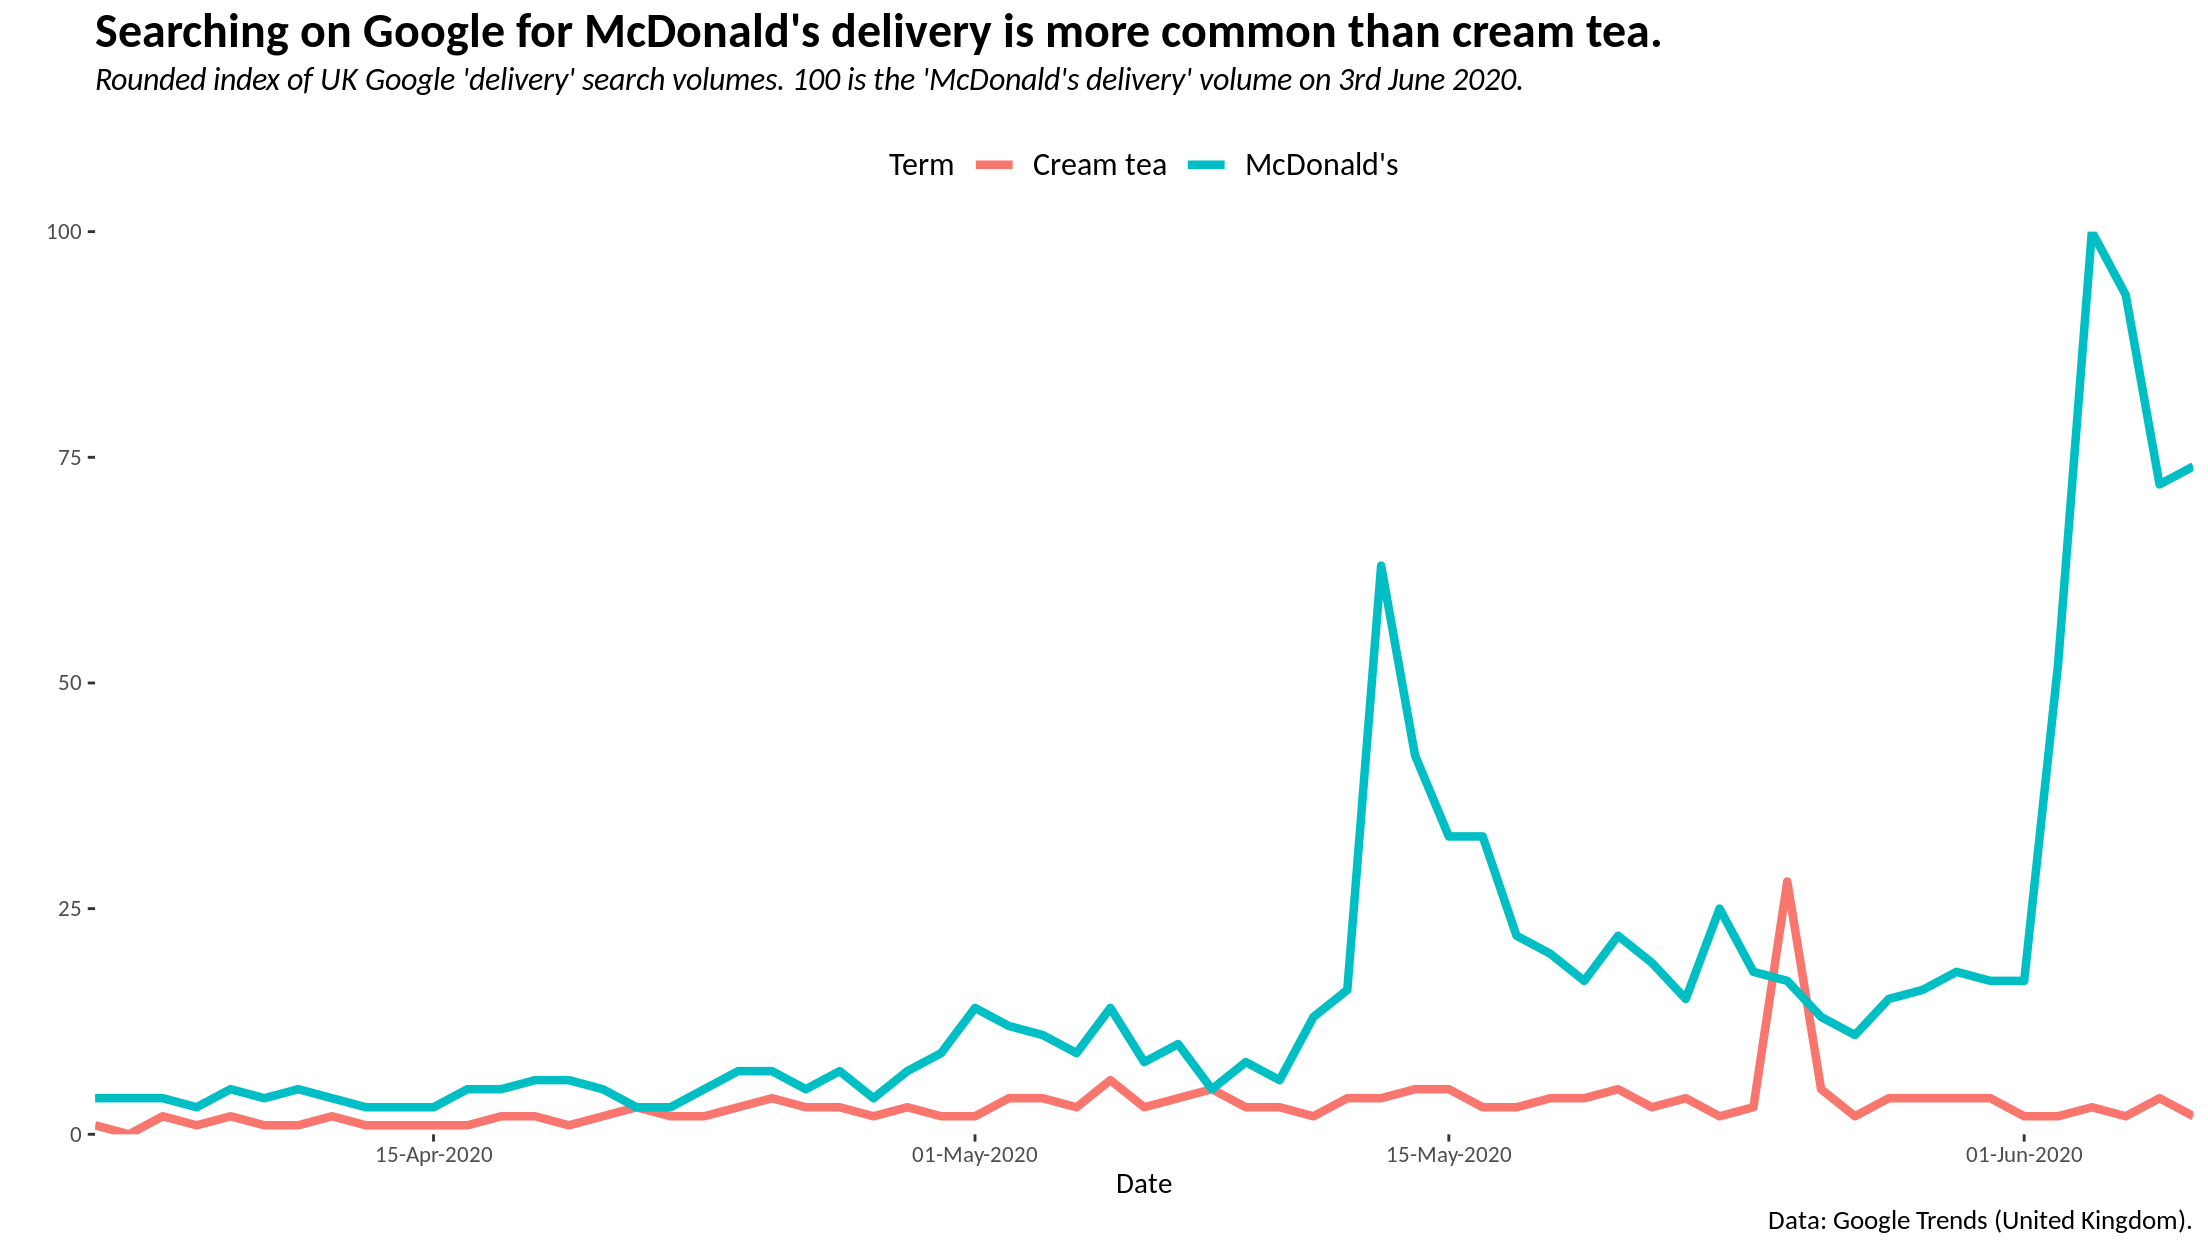 Searching on Google for McDonald's delivery is more common than cream tea.
Rounded index of UK Google 'delivery' search volumes. 100 is the 'McDonald's delivery' volume on 3rd June 2020.
Term Cream tea McDonald's
100
75
50
25
0
15-Apr-2020 01-May-2020 15-May-2020 01-Jun-2020
Date
Data: Google Trends (United Kingdom).